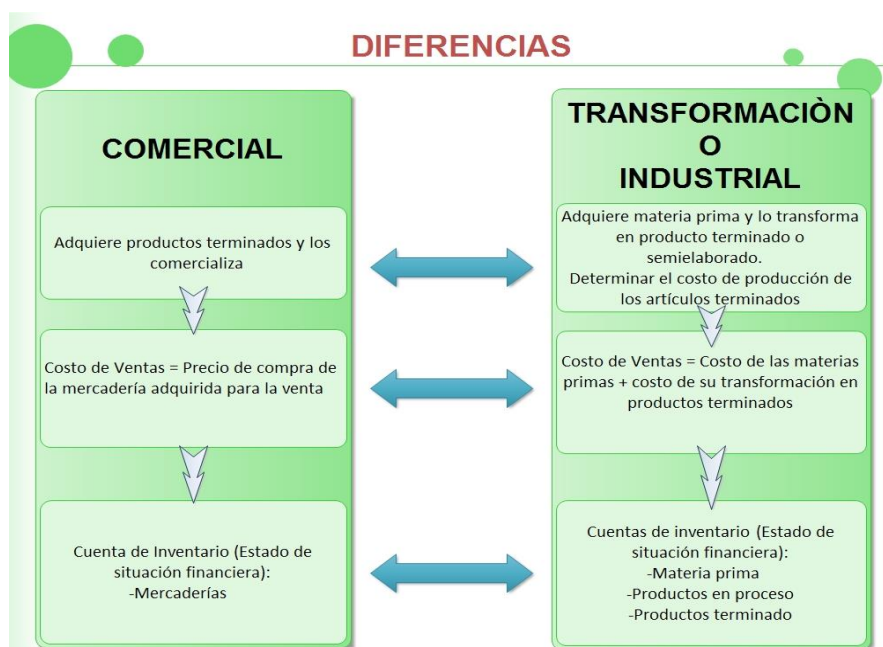 DIFERENCIAS
COMERCIAL
Adquiere productos terminados y los
comercializa
Costo de Ventas = Precio de compra de
la mercadería adquirida para la venta
Cuenta de Inventario (Estado de
situación financiera):
-Mercaderías
TRANSFORMACIÒN
O
INDUSTRIAL
Adquiere materia prima y lo transforma
en producto terminado o
semielaborado.
Determinar el costo de producción de
los artículos terminados
Costo de Ventas = Costo de las materias
primas + costo de su transformación en
productos terminados
Cuentas de inventario (Estado de
situación financiera):
-Materia prima
-Productos en proceso
-Productos terminado